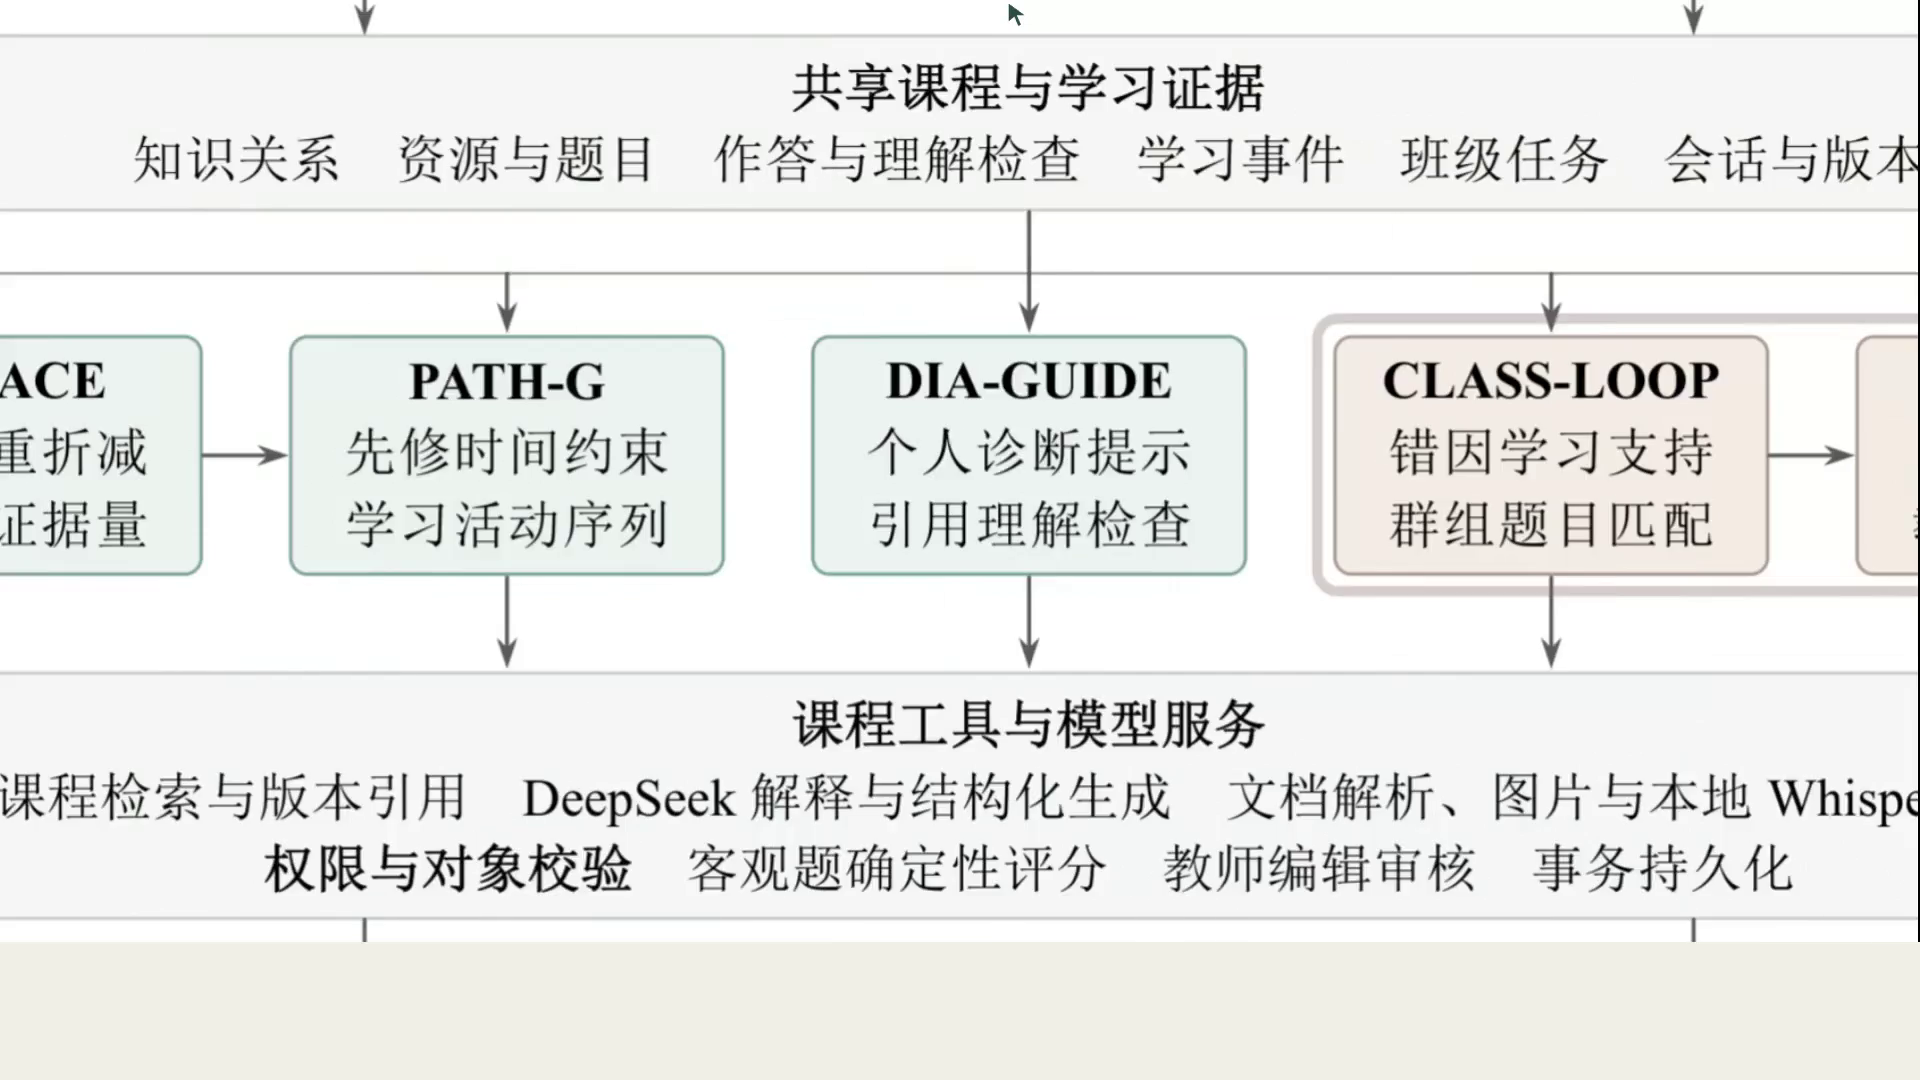 共享课程与学习证据
知识关系 资源与题目 作答与理解检查 学习事件 班级任务 会话与版本
ACE
重折减
证据量
PATH-G
先修时间约束
学习活动序列
DIA-GUIDE
个人诊断提示
引用理解检查
CLASS-LOOP
错因学习支持
群组题目匹配
课程工具与模型服务
课程检索与版本引用 DeepSeek 解释与结构化生成 文档解析、图片与本地 Whispe
权限与对象校验 客观题确定性评分 教师编辑审核 事务持久化